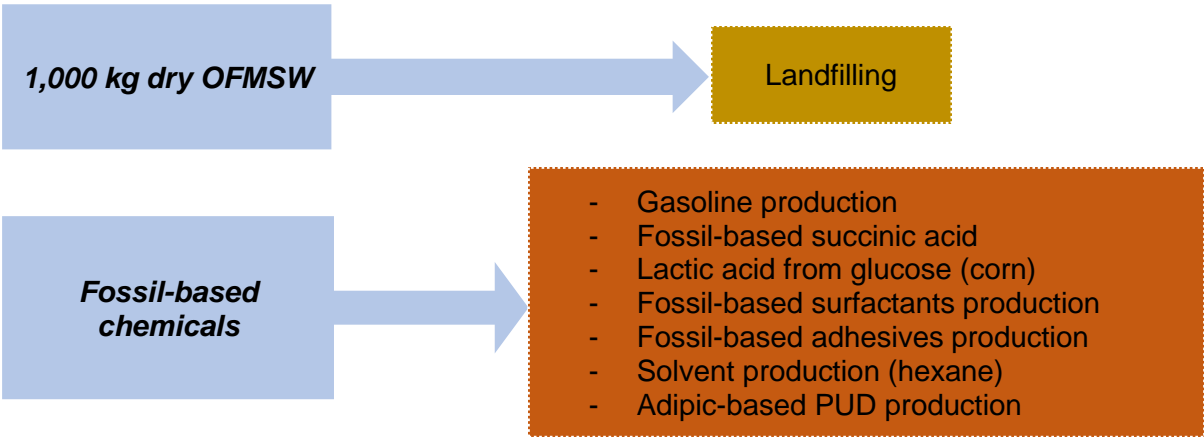 1,000 kg dry OFMSW
Landfilling
Fossil-based
chemicals
- Gasoline production
- Fossil-based succinic acid
- Lactic acid from glucose (corn)
- Fossil-based surfactants production
- Fossil-based adhesives production
- Solvent production (hexane)
- Adipic-based PUD production